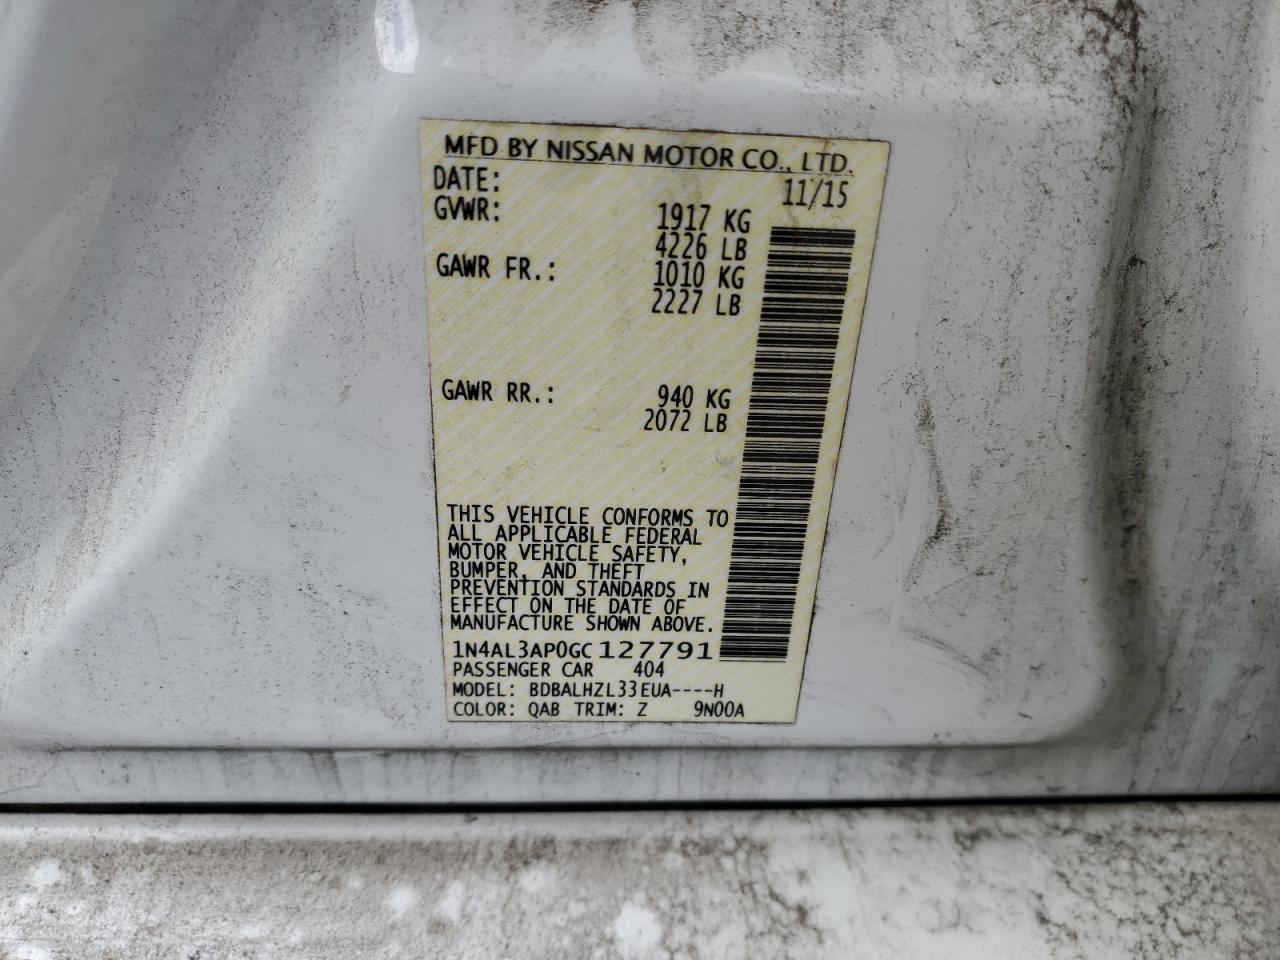 MFD BY NISSAN MOTOR CO., LTD.
DATE: 11/15
GVWR: 1917 KG
4226 LB
GAWR FR.: 1010 KG
2227 LB
GAWR RR.: 940 KG
2072 LB
THIS VEHICLE CONFORMS TO
ALL APPLICABLE FEDERAL
MOTOR VEHICLE SAFETY,
BUMPER, AND THEFT
PREVENTION STANDARDS IN
EFFECT ON THE DATE OF
MANUFACTURE SHOWN ABOVE.
1N4AL3AP0GC127791
PASSENGER CAR 404
MODEL: BDBALHZL33EUA----H
COLOR: QAB TRIM: Z 9N00A